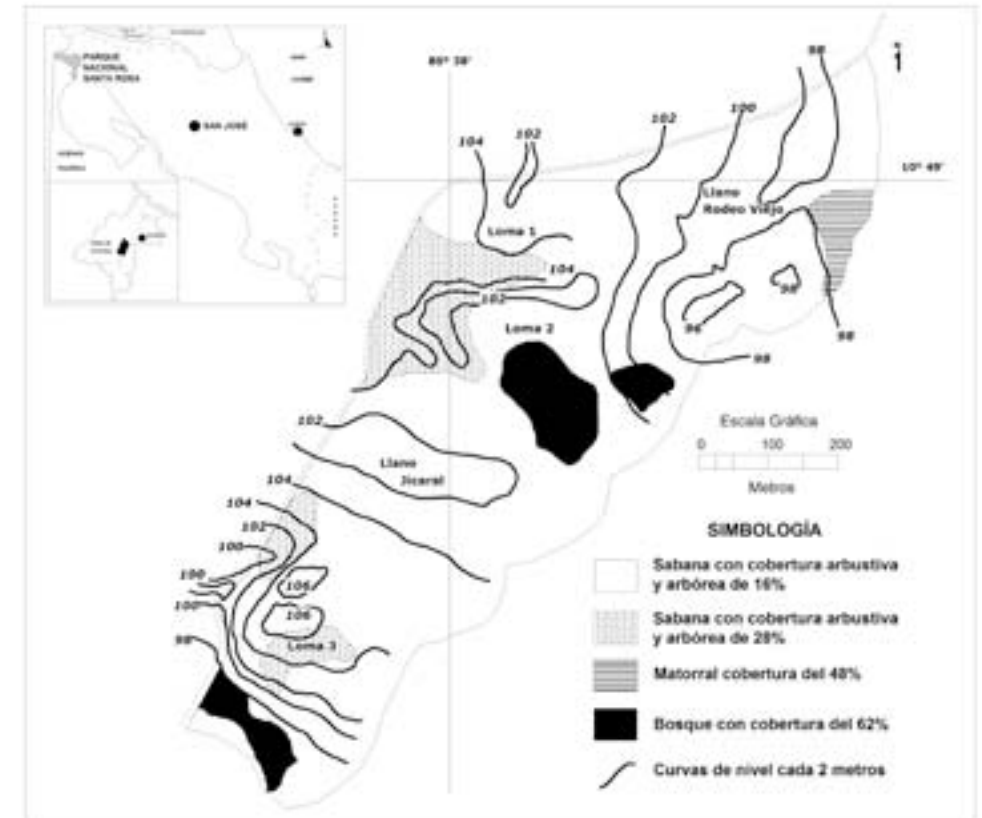 PARQUE
NACIONAL
SANTA ROSA
SAN JOSÉ
10° 49'
98
100
102
104
102
Llano
Rodeo Viejo
Loma 1
104
102
98
96
98
98
Loma 2
102
Llano
Jicaral
104
104
102
100
100
100
106
106
98
Loma 3
Escala Gráfica
0 100 200
Metros
SIMBOLOGÍA
Sabana con cobertura arbustiva
y arbórea de 16%
Sabana con cobertura arbustiva
y arbórea de 28%
Matorral cobertura del 48%
Bosque con cobertura del 62%
Curvas de nivel cada 2 metros